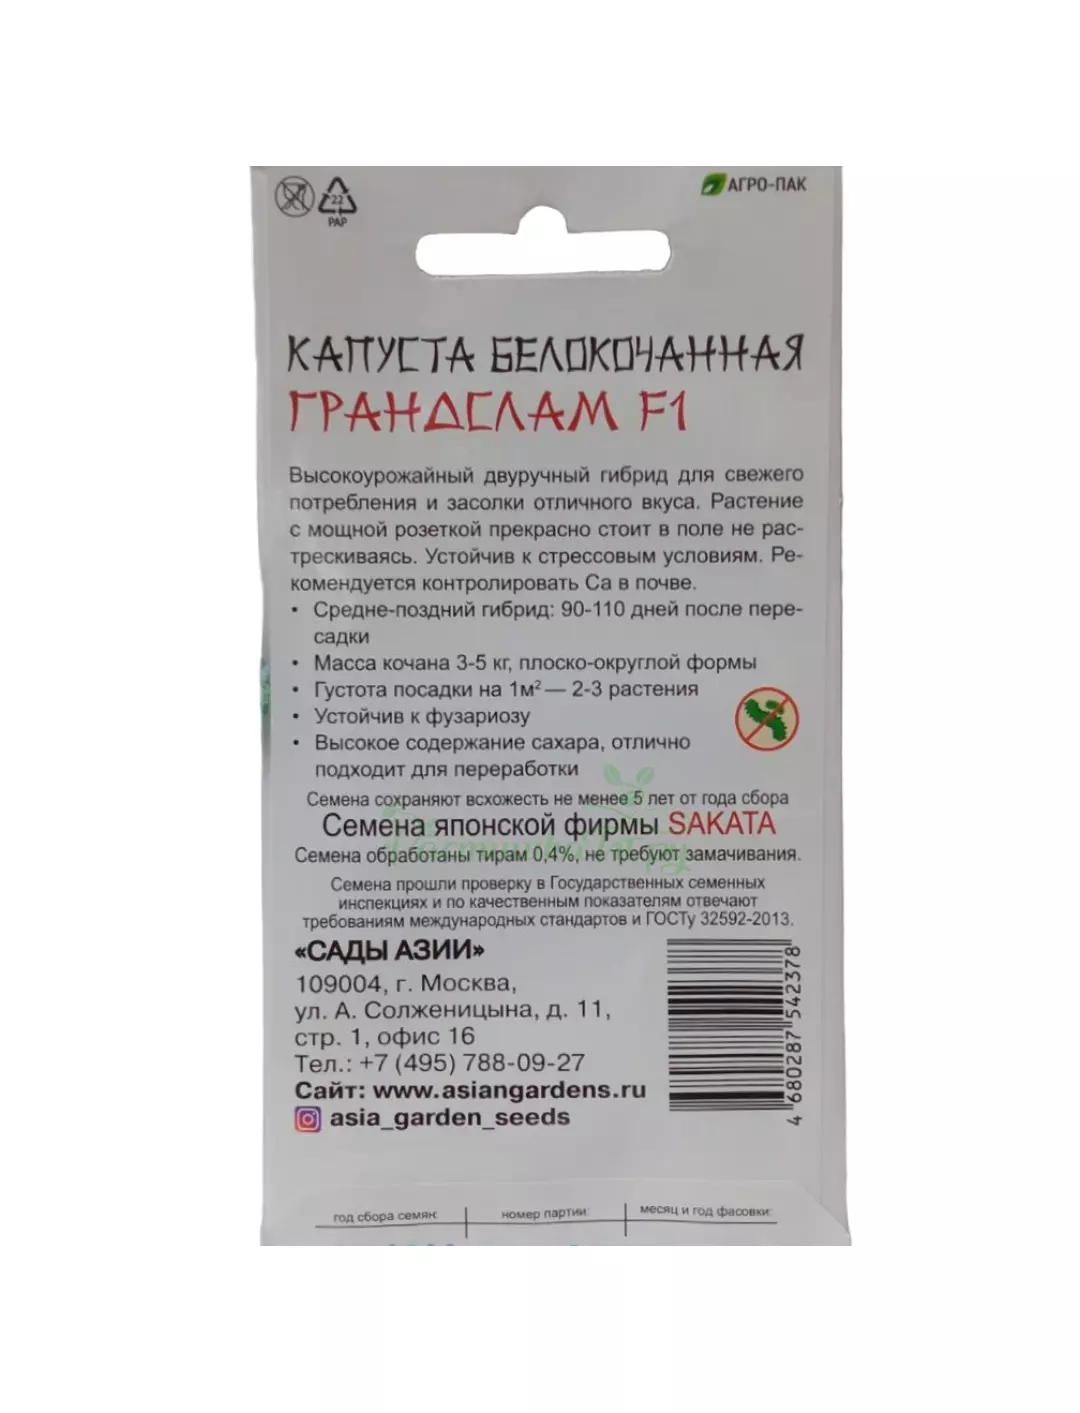 22
PAP
АГРО-ПАК
КАПУСТА БЕЛОКОЧАННАЯ
ГРАНДСЛАМ F1
Высокоурожайный двуручный гибрид для свежего
потребления и засолки отличного вкуса. Растение
с мощной розеткой прекрасно стоит в поле не рас-
трескиваясь. Устойчив к стрессовым условиям. Ре-
комендуется контролировать Са в почве.
• Средне-поздний гибрид: 90-110 дней после пере-
садки
• Масса кочана 3-5 кг, плоско-округлой формы
• Густота посадки на 1м² — 2-3 растения
• Устойчив к фузариозу
• Высокое содержание сахара, отлично
подходит для переработки
Семена сохраняют всхожесть не менее 5 лет от года сбора
Семена японской фирмы SAKATA
Семена обработаны тирам 0,4%, не требуют замачивания.
Семена прошли проверку в Государственных семенных
инспекциях и по качественным показателям отвечают
требованиям международных стандартов и ГОСТу 32592-2013.
«САДЫ АЗИИ»
109004, г. Москва,
ул. А. Солженицына, д. 11,
стр. 1, офис 16
Тел.: +7 (495) 788-09-27
Сайт: www.asiangardens.ru
asia_garden_seeds
4 680287 542378
год сбора семян:
номер партии:
месяц и год фасовки: